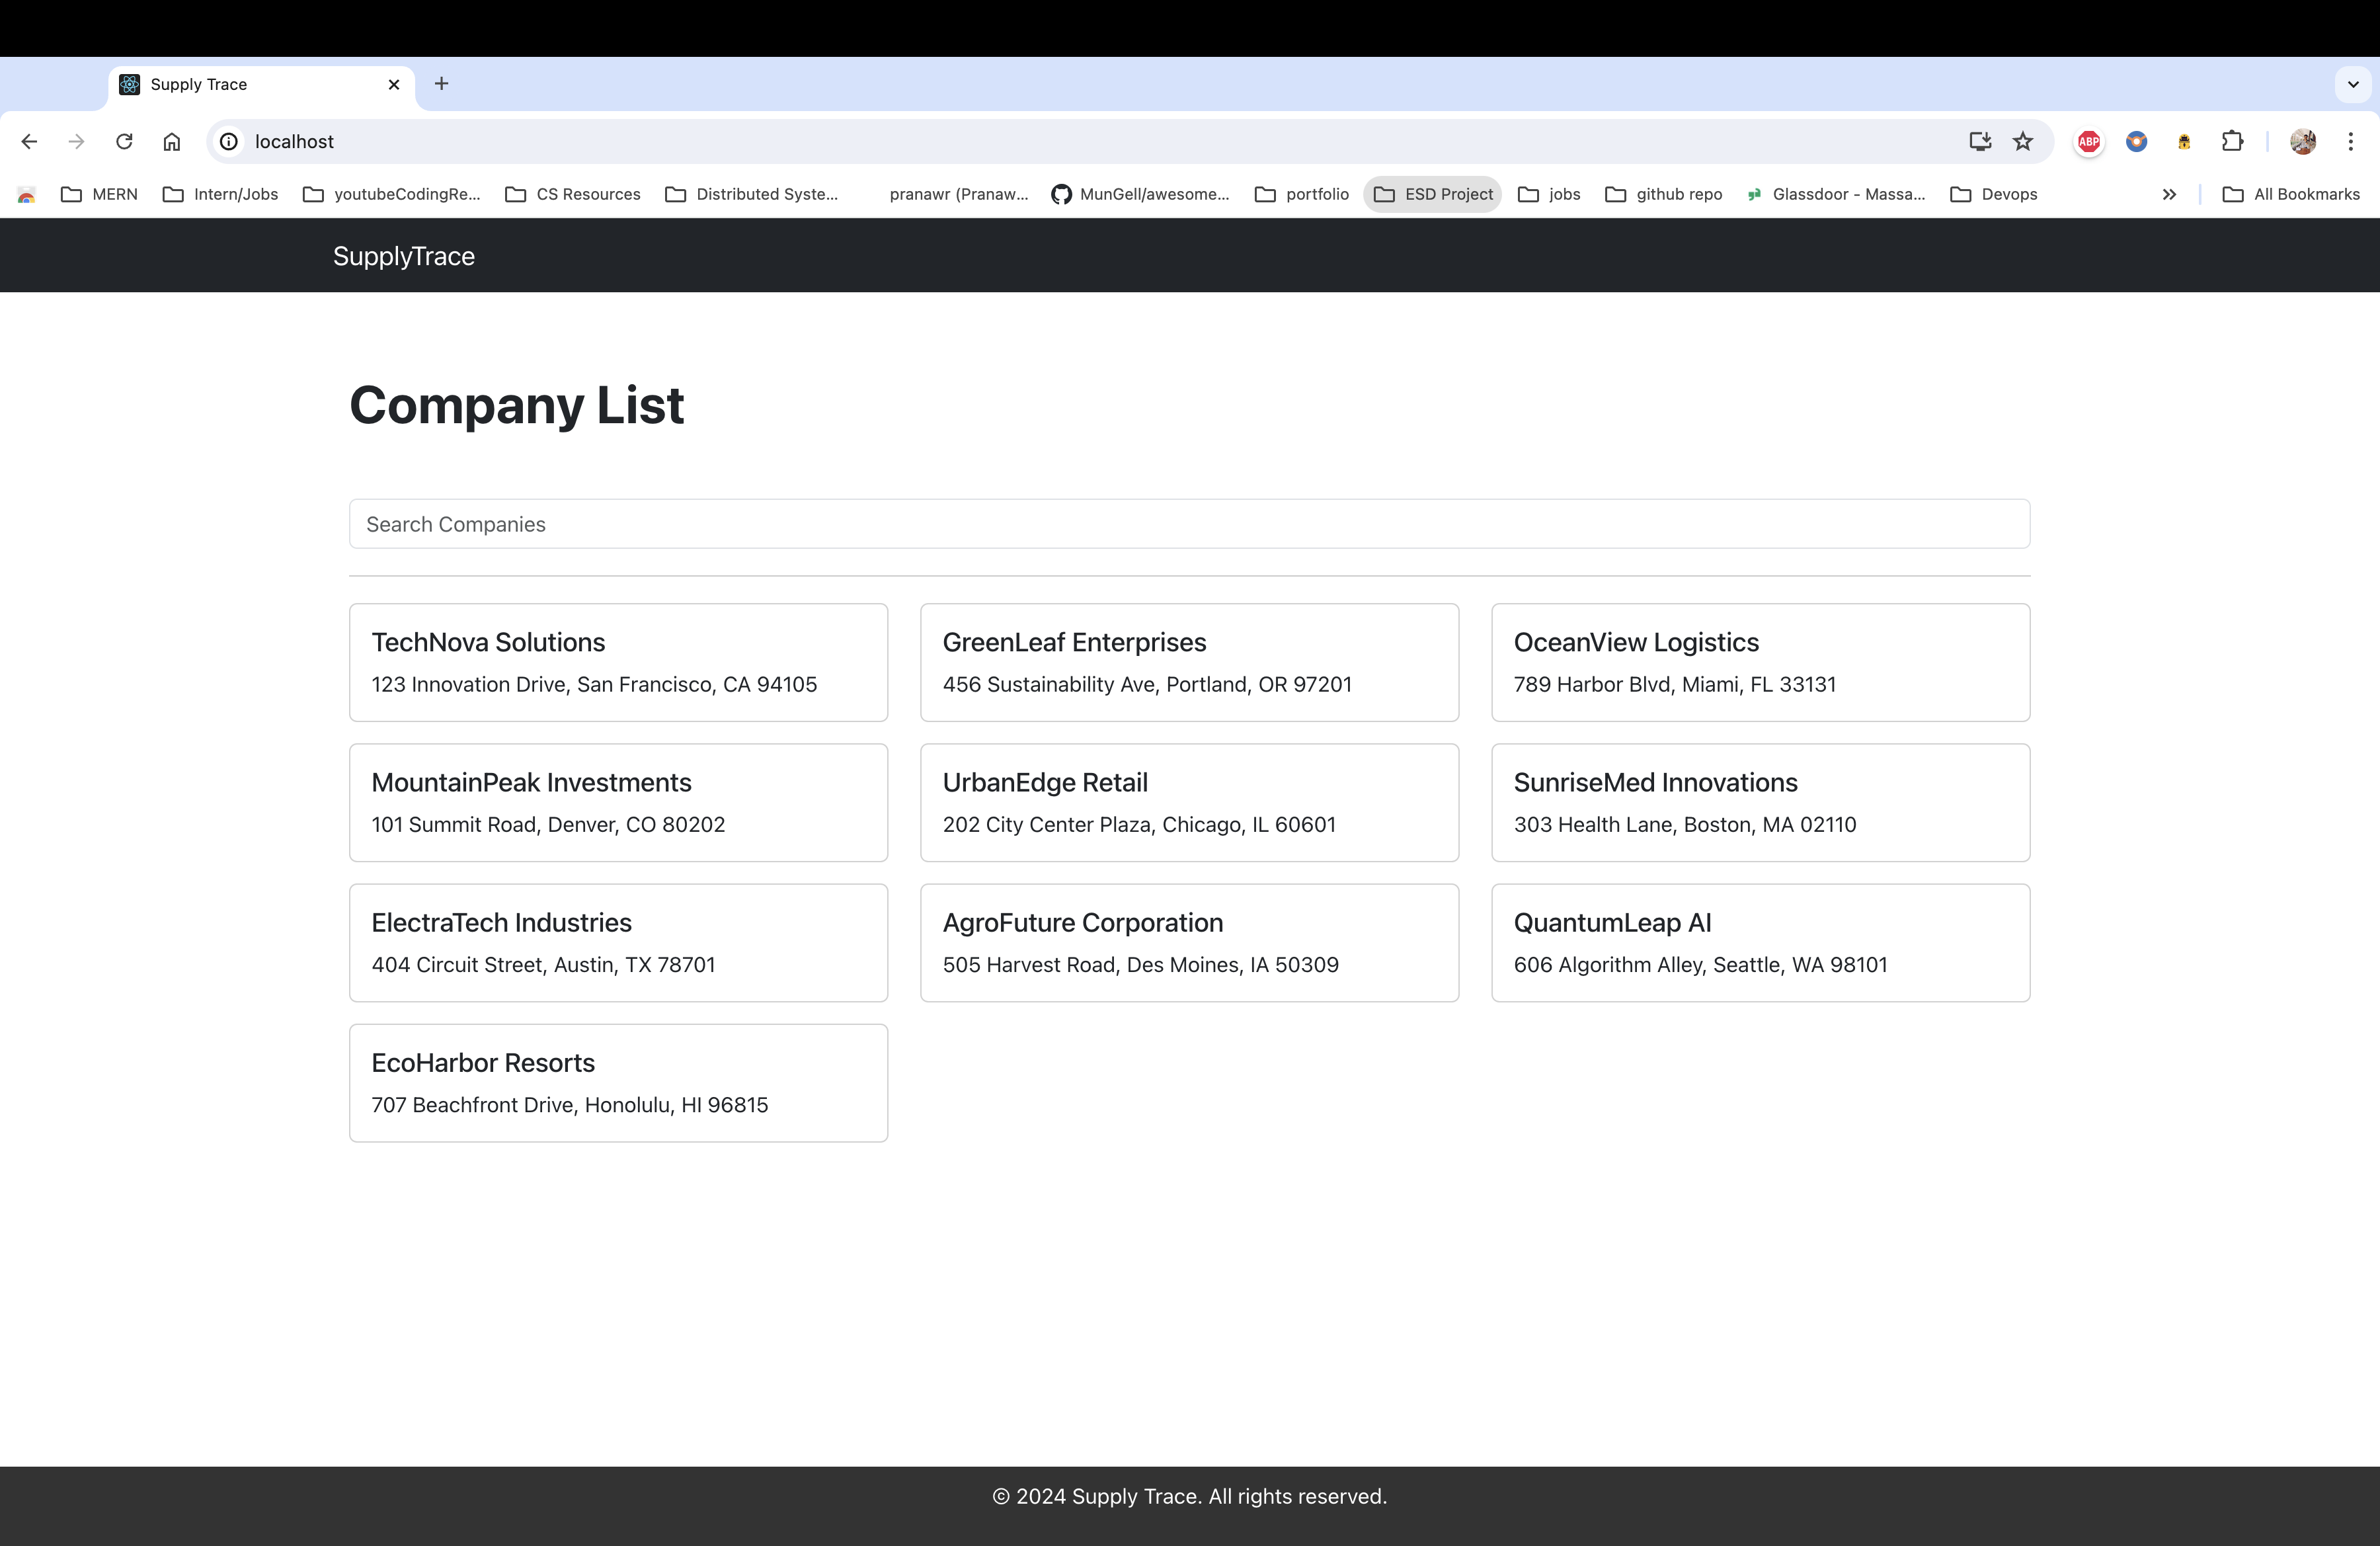 Supply Trace
localhost
ABP
MERN Intern/Jobs youtubeCodingRe... CS Resources Distributed Syste... pranawr (Pranaw... MunGell/awesome... portfolio ESD Project jobs github repo Glassdoor - Massa... Devops All Bookmarks
SupplyTrace
Company List
Search Companies
TechNova Solutions
123 Innovation Drive, San Francisco, CA 94105
GreenLeaf Enterprises
456 Sustainability Ave, Portland, OR 97201
OceanView Logistics
789 Harbor Blvd, Miami, FL 33131
MountainPeak Investments
101 Summit Road, Denver, CO 80202
UrbanEdge Retail
202 City Center Plaza, Chicago, IL 60601
SunriseMed Innovations
303 Health Lane, Boston, MA 02110
ElectraTech Industries
404 Circuit Street, Austin, TX 78701
AgroFuture Corporation
505 Harvest Road, Des Moines, IA 50309
QuantumLeap AI
606 Algorithm Alley, Seattle, WA 98101
EcoHarbor Resorts
707 Beachfront Drive, Honolulu, HI 96815
© 2024 Supply Trace. All rights reserved.